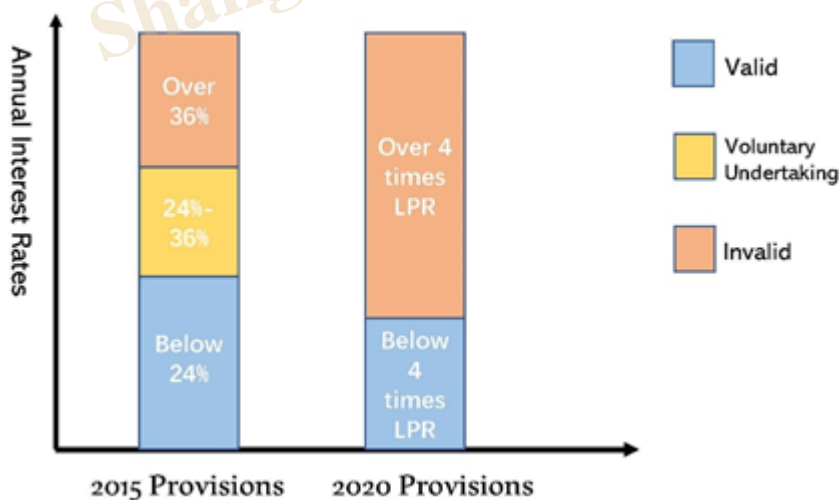 Annual Interest Rates
Over
36%
24%-
36%
Below
24%
2015 Provisions
Over 4
times
LPR
Below
4
times
LPR
2020 Provisions
Valid
Voluntary
Undertaking
Invalid